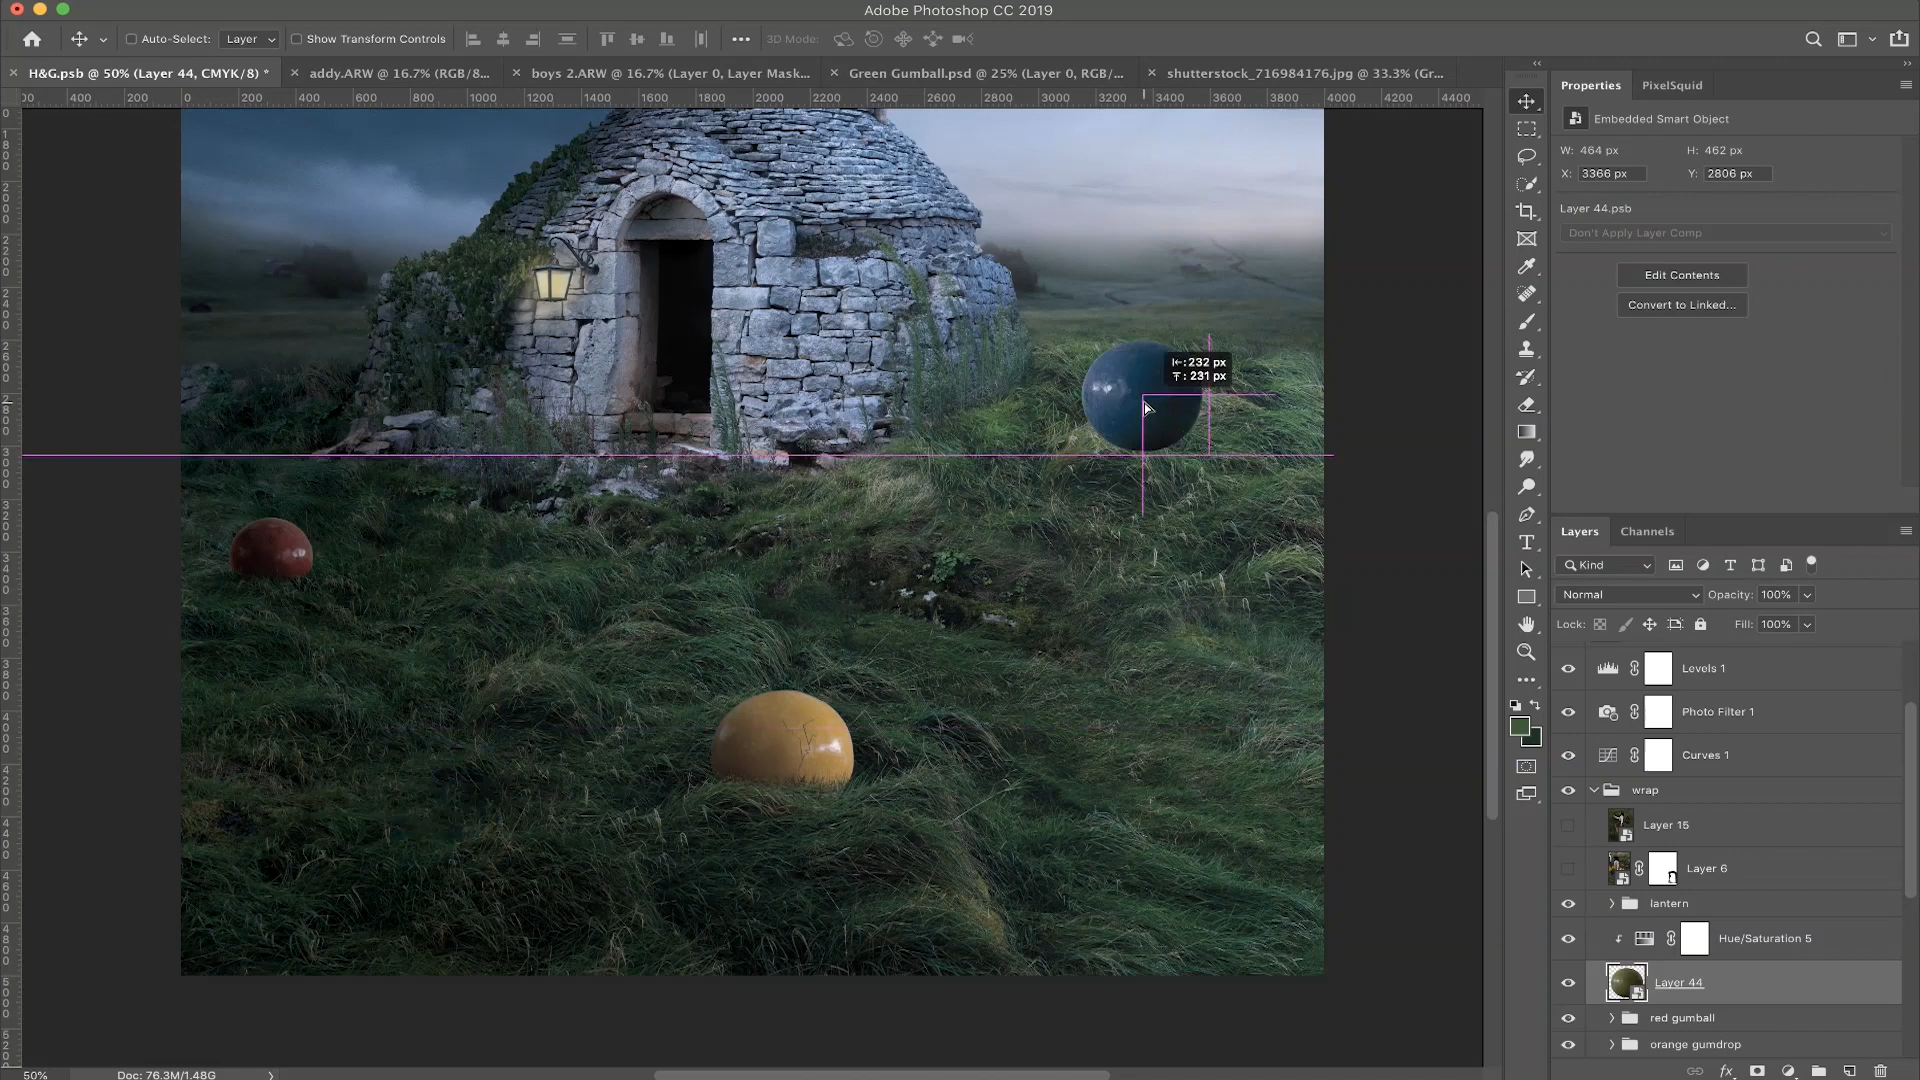 Adobe Photoshop CC 2019
Auto-Select: Layer Show Transform Controls 3D Mode:
H&G.psb @ 50% (Layer 44, CMYK/8) * addy.ARW @ 16.7% (RGB/8... boys 2.ARW @ 16.7% (Layer 0, Layer Mask... Green Gumball.psd @ 25% (Layer 0, RGB/... shutterstock_716984176.jpg @ 33.3% (Gr...
00 400 200 0 200 400 600 800 1000 1200 1400 1600 1800 2000 2200 2400 2600 2800 3000 3200 3400 3600 3800 4000 4200 4400
Properties PixelSquid
Embedded Smart Object
W: 464 px H: 462 px
X: 3366 px Y: 2806 px
Layer 44.psb
Don't Apply Layer Comp
Edit Contents
Convert to Linked...
232 px
231 px
Layers Channels
Kind
Normal Opacity: 100%
Lock: Fill: 100%
Levels 1
Photo Filter 1
Curves 1
wrap
Layer 15
Layer 6
lantern
Hue/Saturation 5
Layer 44
red gumball
orange gumdrop
fx
50% Doc: 76.3M/1.48G